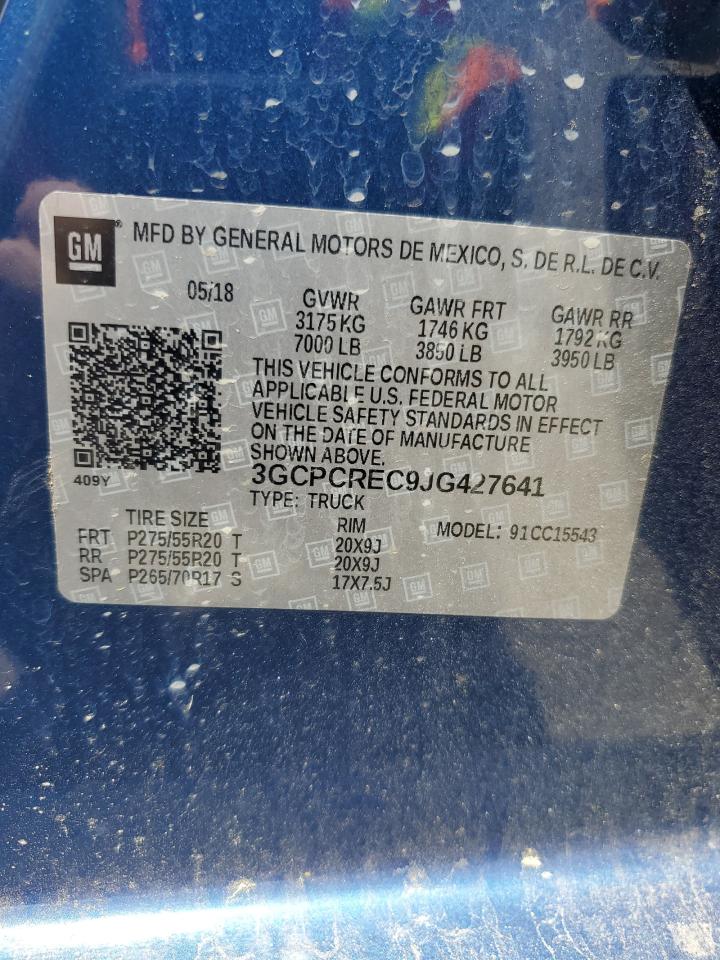 GM® MFD BY GENERAL MOTORS DE MEXICO, S. DE R.L. DE C.V.
05/18 GVWR GAWR FRT GAWR RR
3175 KG 1746 KG 1792 KG
7000 LB 3850 LB 3950 LB
THIS VEHICLE CONFORMS TO ALL
APPLICABLE U.S. FEDERAL MOTOR
VEHICLE SAFETY STANDARDS IN EFFECT
ON THE DATE OF MANUFACTURE
SHOWN ABOVE.
409Y 3GCPCREC9JG427641
TYPE: TRUCK
TIRE SIZE RIM MODEL: 91CC15543
FRT P275/55R20 T 20X9J
RR P275/55R20 T 20X9J
SPA P265/70R17 S 17X7.5J